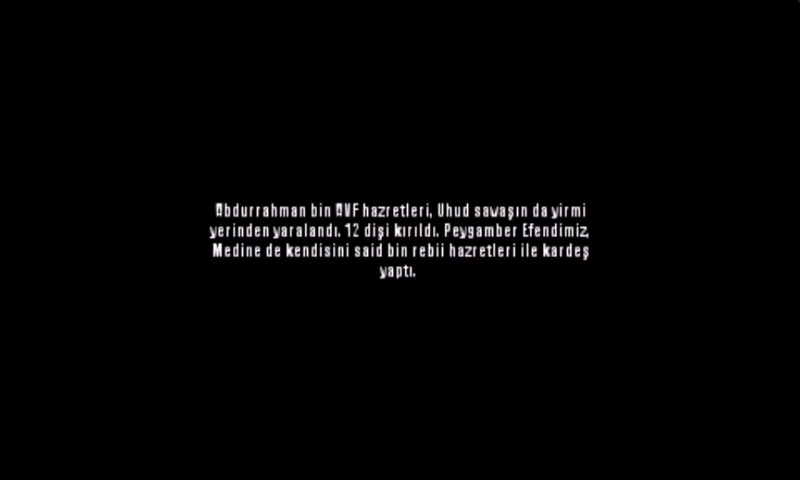 Abdurrahman bin AVF hazretleri, Uhud savaşın da yirmi
yerinden yaralandı. 12 dişi kırıldı. Peygamber Efendimiz,
Medine de kendisini said bin rebii hazretleri ile kardeş
yaptı.